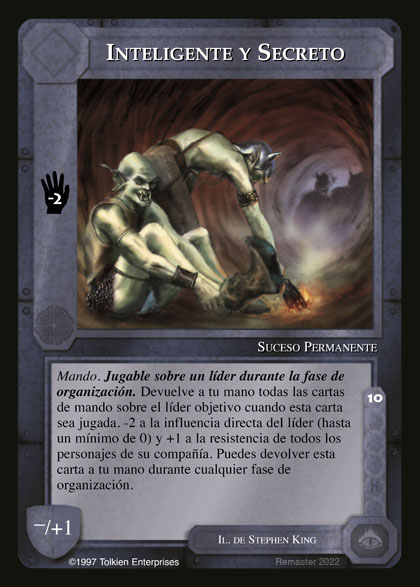 Inteligente y Secreto
-2
Suceso Permanente
Mando. Jugable sobre un líder durante la fase de
organización. Devuelve a tu mano todas las cartas
de mando sobre el líder objetivo cuando esta carta
sea jugada. -2 a la influencia directa del líder (hasta
un mínimo de 0) y +1 a la resistencia de todos los
personajes de su compañía. Puedes devolver esta
carta a tu mano durante cualquier fase de
organización.
10
H
–/+1
Il. de Stephen King
©1997 Tolkien Enterprises
Remaster 2022